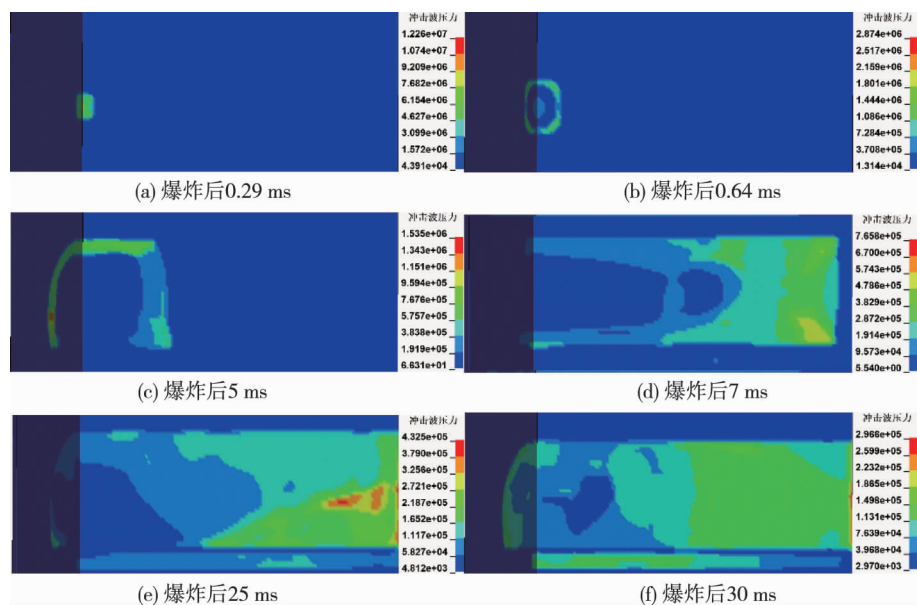 冲击波压力
1.226e+07
1.074e+07
9.209e+06
7.682e+06
6.154e+06
4.627e+06
3.099e+06
1.572e+06
4.391e+04
(a) 爆炸后0.29 ms
冲击波压力
2.874e+06
2.517e+06
2.159e+06
1.801e+06
1.444e+06
1.086e+06
7.284e+05
3.708e+05
1.314e+04
(b) 爆炸后0.64 ms
冲击波压力
1.535e+06
1.343e+06
1.151e+06
9.594e+05
7.676e+05
5.757e+05
3.838e+05
1.919e+05
6.631e+01
(c) 爆炸后5 ms
冲击波压力
7.658e+05
6.700e+05
5.743e+05
4.786e+05
3.829e+05
2.872e+05
1.914e+05
9.573e+04
5.540e+00
(d) 爆炸后7 ms
冲击波压力
4.325e+05
3.790e+05
3.256e+05
2.721e+05
2.187e+05
1.652e+05
1.117e+05
5.827e+04
4.812e+03
(e) 爆炸后25 ms
冲击波压力
2.966e+05
2.599e+05
2.232e+05
1.865e+05
1.498e+05
1.131e+05
7.639e+04
3.968e+04
2.970e+03
(f) 爆炸后30 ms